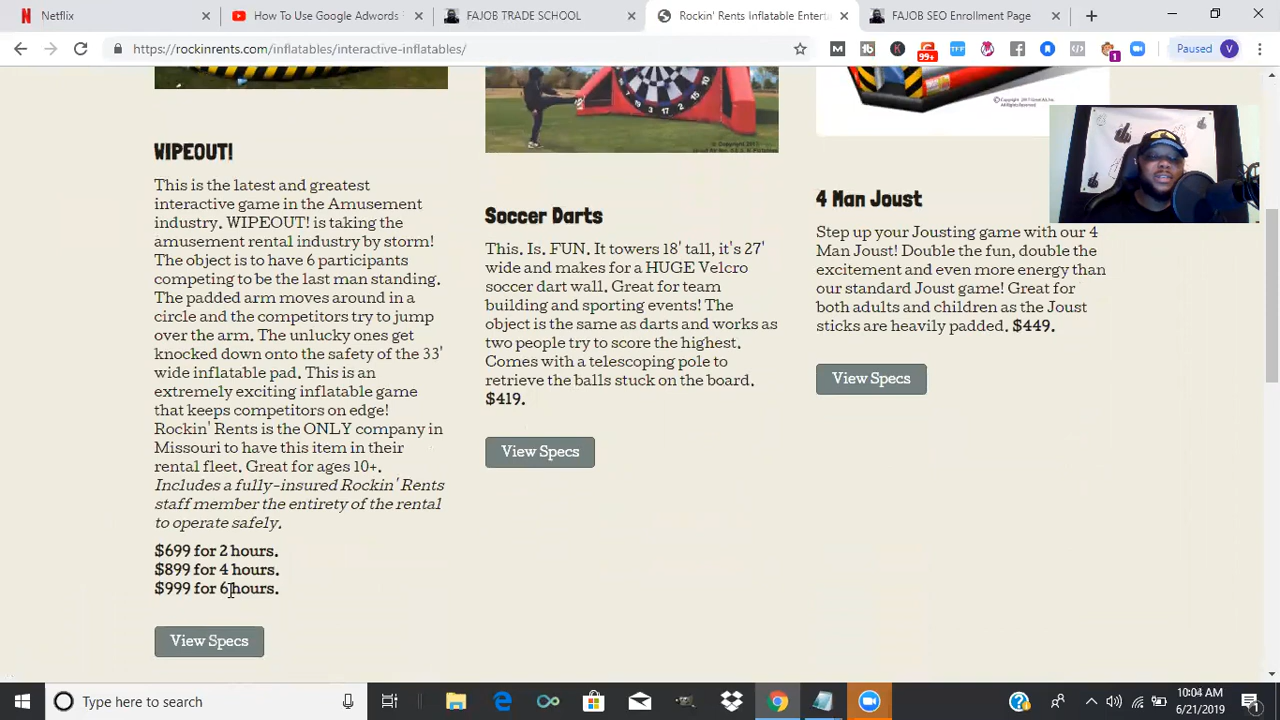 Netflix
How To Use Google Adwords
FAJOB TRADE SCHOOL
Rockin' Rents Inflatable Entert
FAJOB SEO Enrollment Page
https://rockinrents.com/inflatables/interactive-inflatables/
99+
TFF
1
Paused
V
© Copyright 2017 Great Ads Inc.
All Rights Reserved
WIPEOUT!
This is the latest and greatest
interactive game in the Amusement
industry. WIPEOUT! is taking the
amusement rental industry by storm!
The object is to have 6 participants
competing to be the last man standing.
The padded arm moves around in a
circle and the competitors try to jump
over the arm. The unlucky ones get
knocked down onto the safety of the 33'
wide inflatable pad. This is an
extremely exciting inflatable game
that keeps competitors on edge!
Rockin' Rents is the ONLY company in
Missouri to have this item in their
rental fleet. Great for ages 10+.
Includes a fully-insured Rockin' Rents
staff member the entirety of the rental
to operate safely.
$699 for 2 hours.
$899 for 4 hours.
$999 for 6 hours.
View Specs
Soccer Darts
This. Is. FUN. It towers 18' tall, it's 27'
wide and makes for a HUGE Velcro
soccer dart wall. Great for team
building and sporting events! The
object is the same as darts and works as
two people try to score the highest.
Comes with a telescoping pole to
retrieve the balls stuck on the board.
$419.
View Specs
4 Man Joust
Step up your Jousting game with our 4
Man Joust! Double the fun, double the
excitement and even more energy than
our standard Joust game! Great for
both adults and children as the Joust
sticks are heavily padded. $449.
View Specs
Type here to search
10:04 AM
6/21/2019